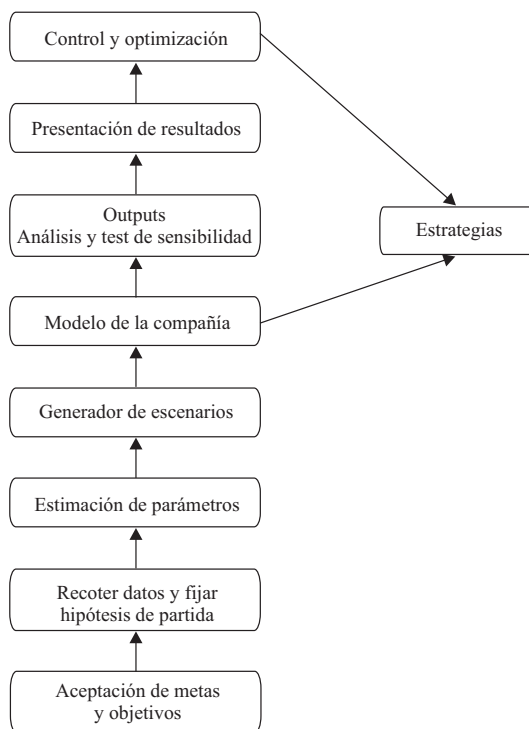 Control y optimización
Presentación de resultados
Outputs
Análisis y test de sensibilidad
Estrategias
Modelo de la compañía
Generador de escenarios
Estimación de parámetros
Recoter datos y fijar
hipótesis de partida
Aceptación de metas
y objetivos